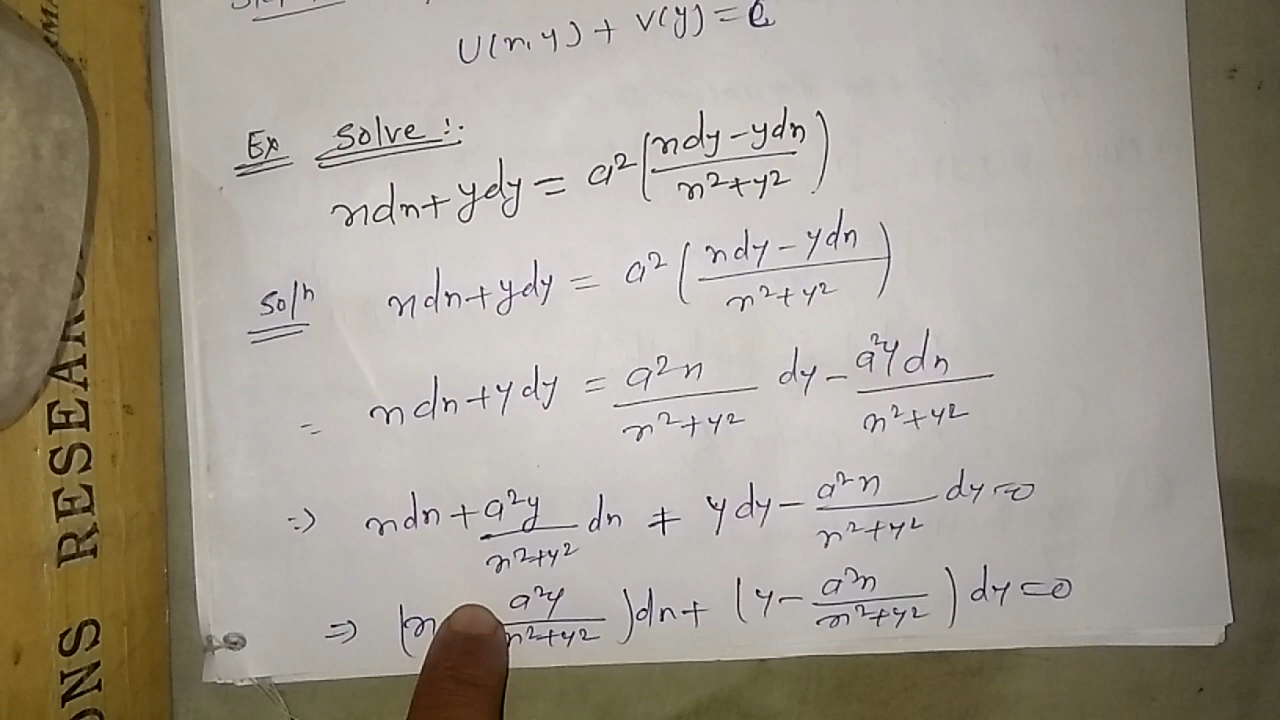 U(x,y) + V(y) = C
Ex Solve :.
xdx + ydy = a² (xdy - ydx / x²+y²)
Solⁿ xdx + ydy = a² (xdy - ydx / x²+y²)
= xdx + ydy = a²x / x²+y² dy - a²ydx / x²+y²
=> xdx + a²y / x²+y² dx + ydy - a²x / x²+y² dy = 0
=> (x a²y / x²+y²)dx + (y - a²x / x²+y²) dy = 0
ONS RESEARC